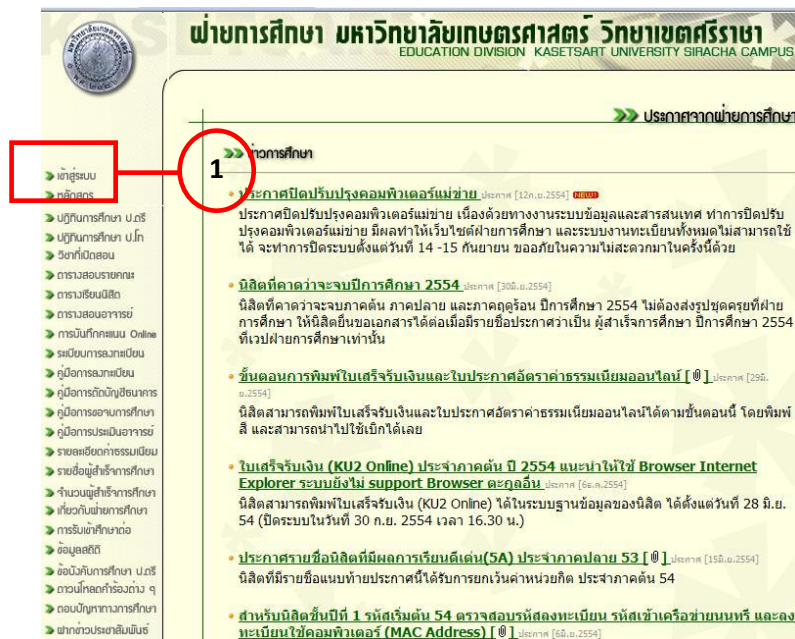 ฝ่ายการศึกษา มหาวิทยาลัยเกษตรศาสตร์ วิทยาเขตศรีราชา
EDUCATION DIVISION KASETSART UNIVERSITY SIRACHA CAMPUS
ประกาศจากฝ่ายการศึกษา
เข้าสู่ระบบ
หลักสูตร
ปฎิทินการศึกษา ป.ตรี
ปฎิทินการศึกษา ป.โท
วิชาที่เปิดสอน
ตารางสอบรายคณะ
ตารางเรียนนิสิต
ตารางสอนอาจารย์
การบันทึกคะแนน Online
ระเบียบการลงทะเบียน
คู่มือการลงทะเบียน
คู่มือการตัดบัญชีธนาคาร
คู่มือการขอจบการศึกษา
คู่มือการประเมินอาจารย์
รายละเอียดค่าธรรมเนียม
รายชื่อผู้สำเร็จการศึกษา
จำนวนผู้สำเร็จการศึกษา
เกี่ยวกับฝ่ายการศึกษา
การรับเข้าศึกษาต่อ
ข้อมูลสถิติ
ข้อบังคับการศึกษา ป.ตรี
ดาวน์โหลดคำร้องต่าง ๆ
ตอบปัญหาทางการศึกษา
ฝากข่าวประชาสัมพันธ์
1
ข่าวการศึกษา
ประกาศปิดปรับปรุงคอมพิวเตอร์แม่ข่าย ประกาศ [12ก.ย.2554] NEW
ประกาศปิดปรับปรุงคอมพิวเตอร์แม่ข่าย เนื่องด้วยทางงานระบบข้อมูลและสารสนเทศ ทำการปิดปรับ
ปรุงคอมพิวเตอร์แม่ข่าย มีผลทำให้เว็บไซต์ฝ่ายการศึกษา และระบบงานทะเบียนทั้งหมดไม่สามารถใช้
ได้ จะทำการปิดระบบตั้งแต่วันที่ 14 -15 กันยายน ขออภัยในความไม่สะดวกมาในครั้งนี้ด้วย
นิสิตที่คาดว่าจะจบปีการศึกษา 2554 ประกาศ [30มิ.ย.2554]
นิสิตที่คาดว่าจะจบภาคต้น ภาคปลาย และภาคฤดูร้อน ปีการศึกษา 2554 ไม่ต้องส่งรูปชุดครุยที่ฝ่าย
การศึกษา ให้นิสิตยื่นขอเอกสารได้ต่อเมื่อมีรายชื่อประกาศว่าเป็น ผู้สำเร็จการศึกษา ปีการศึกษา 2554
ที่เวปฝ่ายการศึกษาเท่านั้น
ขั้นตอนการพิมพ์ใบเสร็จรับเงินและใบประกาศอัตราค่าธรรมเนียมออนไลน์ [ ] ประกาศ [29มิ.
ย.2554]
นิสิตสามารถพิมพ์ใบเสร็จรับเงินและใบประกาศอัตราค่าธรรมเนียมออนไลน์ได้ตามขั้นตอนนี้ โดยพิมพ์
สี และสามารถนำไปใช้เบิกได้เลย
ใบเสร็จรับเงิน (KU2 Online) ประจำภาคต้น ปี 2554 แนะนำให้ใช้ Browser Internet
Explorer ระบบยังไม่ support Browser ตะกูลอื่น ประกาศ [6ธ.ค.2554]
นิสิตสามารถพิมพ์ใบเสร็จรับเงิน (KU2 Online) ได้ในระบบฐานข้อมูลของนิสิต ได้ตั้งแต่วันที่ 28 มิ.ย.
54 (ปิดระบบในวันที่ 30 ก.ย. 2554 เวลา 16.30 น.)
ประกาศรายชื่อนิสิตที่มีผลการเรียนดีเด่น(5A) ประจำภาคปลาย 53 [ ] ประกาศ [15มิ.ย.2554]
นิสิตที่มีรายชื่อแนบท้ายประกาศนี้ได้รับการยกเว้นค่าหน่วยกิต ประจำภาคต้น 54
สำหรับนิสิตชั้นปีที่ 1 รหัสเริ่มต้น 54 ตรวจสอบรหัสลงทะเบียน รหัสเข้าเครือข่ายนนทรี และลง
ทะเบียนใช้คอมพิวเตอร์ (MAC Address) [ ] ประกาศ [6มิ.ย.2554]